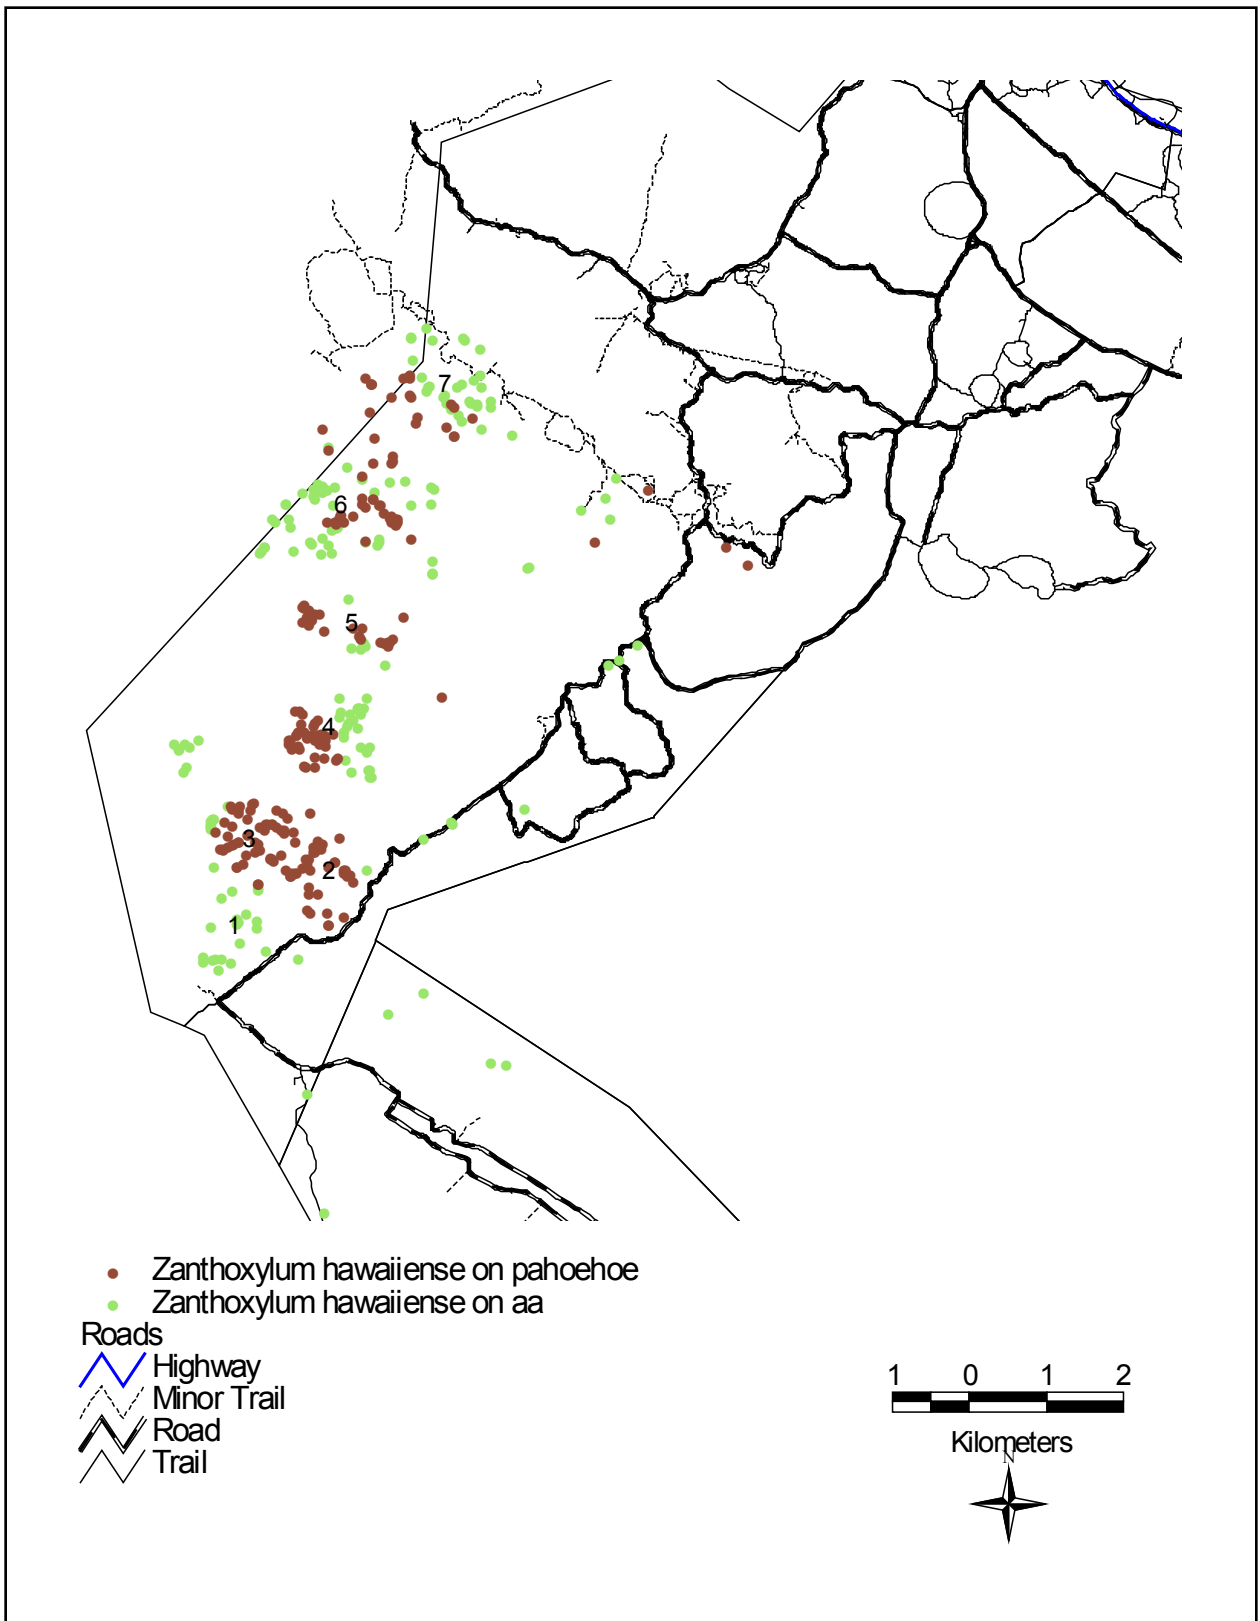 7
6
5
4
3
2
1
Zanthoxylum hawaiiense on pahoehoe
Zanthoxylum hawaiiense on aa
Roads
Highway
Minor Trail
Road
Trail
1 0 1 2
Kilometers
N